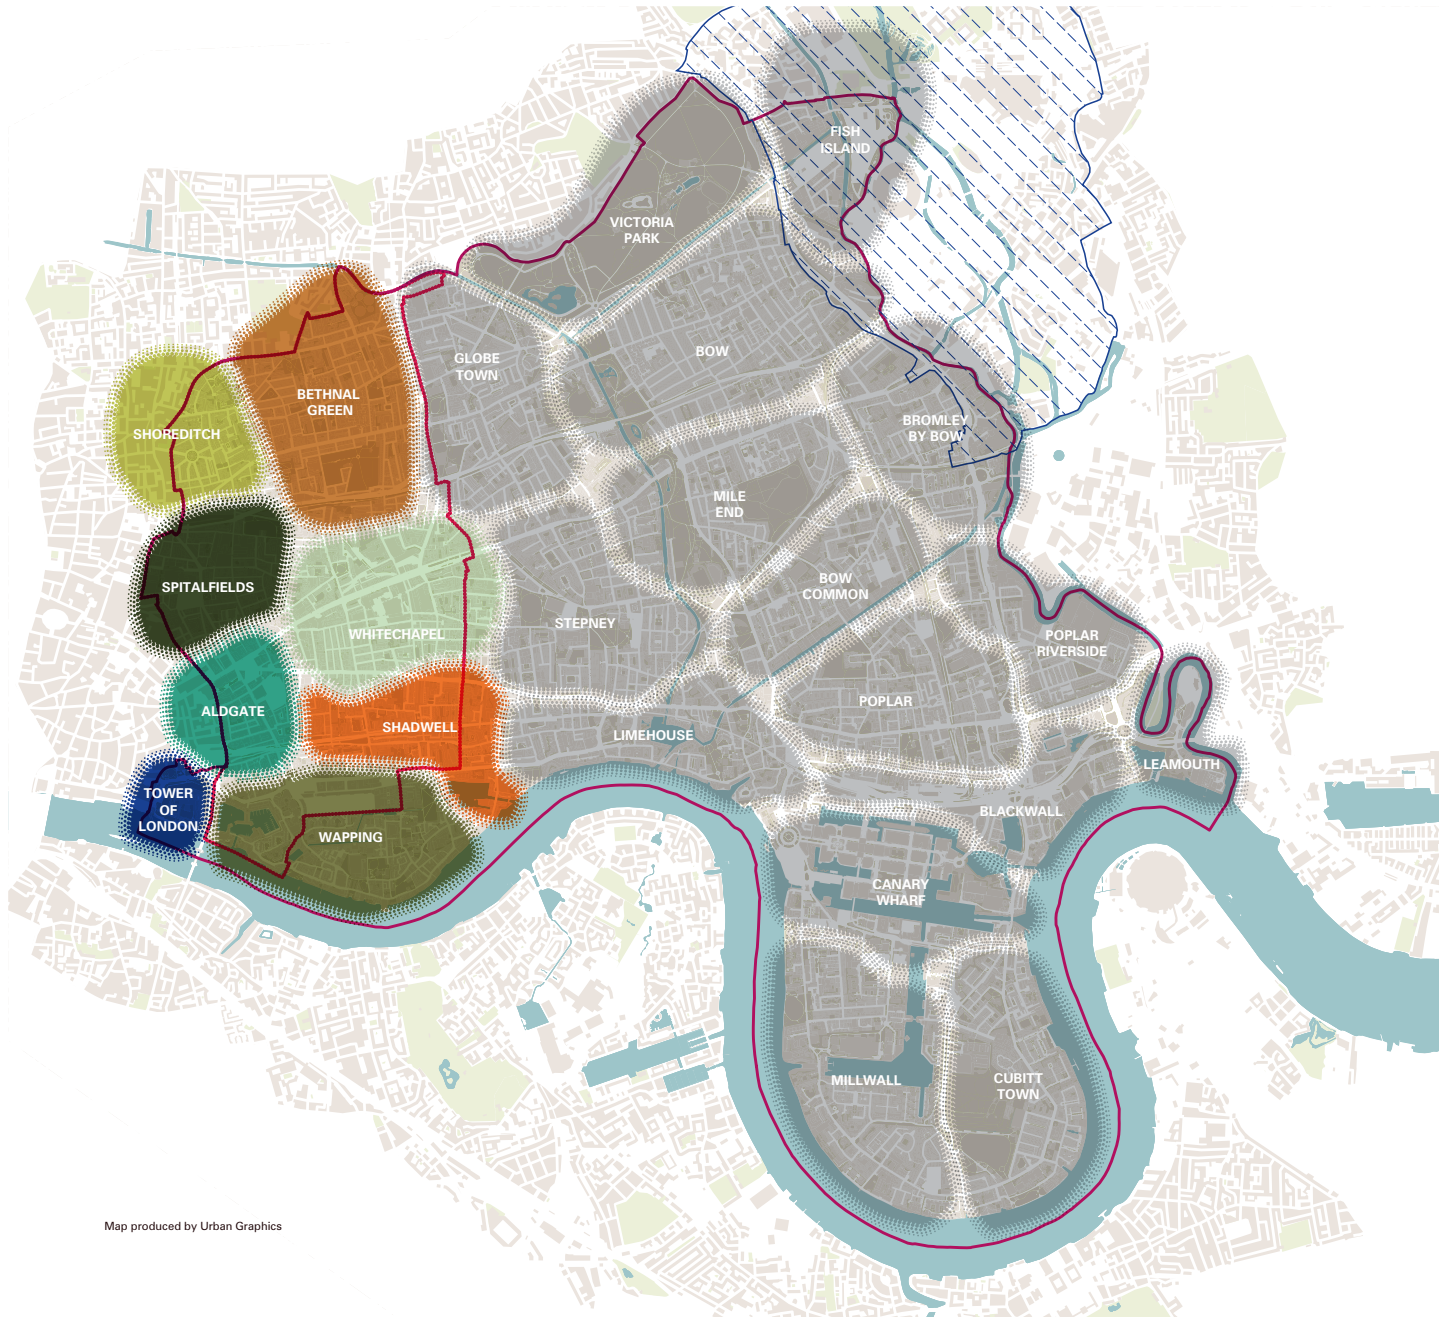 FISH
ISLAND
VICTORIA
PARK
BOW
GLOBE
TOWN
BETHNAL
GREEN
SHOREDITCH
BROMLEY
BY BOW
MILE
END
BOW
COMMON
SPITALFIELDS
STEPNEY
WHITECHAPEL
POPLAR
RIVERSIDE
POPLAR
ALDGATE
SHADWELL
LIMEHOUSE
LEAMOUTH
TOWER
OF
LONDON
BLACKWALL
WAPPING
CANARY
WHARF
MILLWALL
CUBITT
TOWN
Map produced by Urban Graphics